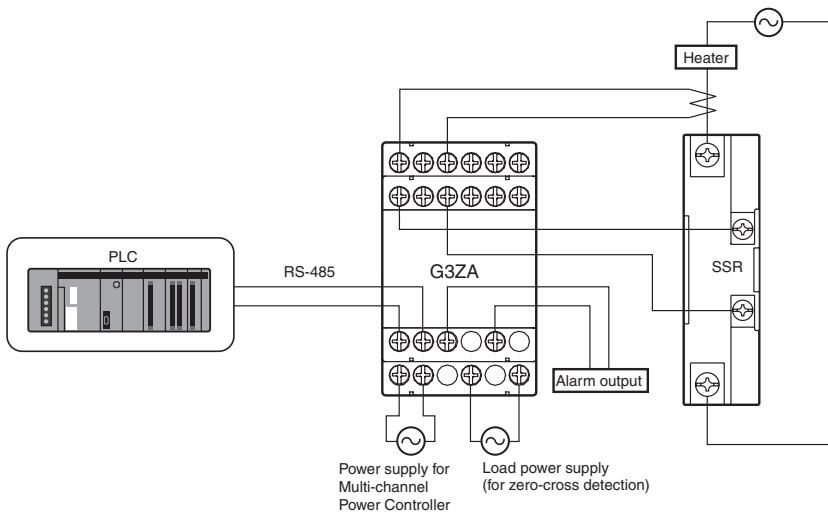 Heater
PLC
RS-485
G3ZA
SSR
Alarm output
Power supply for
Multi-channel
Power Controller
Load power supply
(for zero-cross detection)